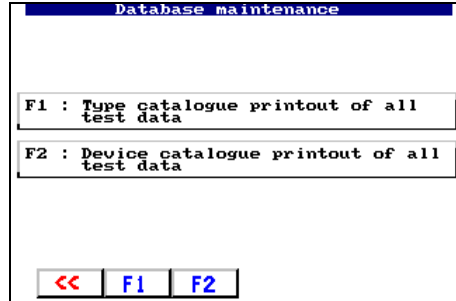 Database maintenance
F1 : Type catalogue printout of all
test data
F2 : Device catalogue printout of all
test data
<< F1 F2